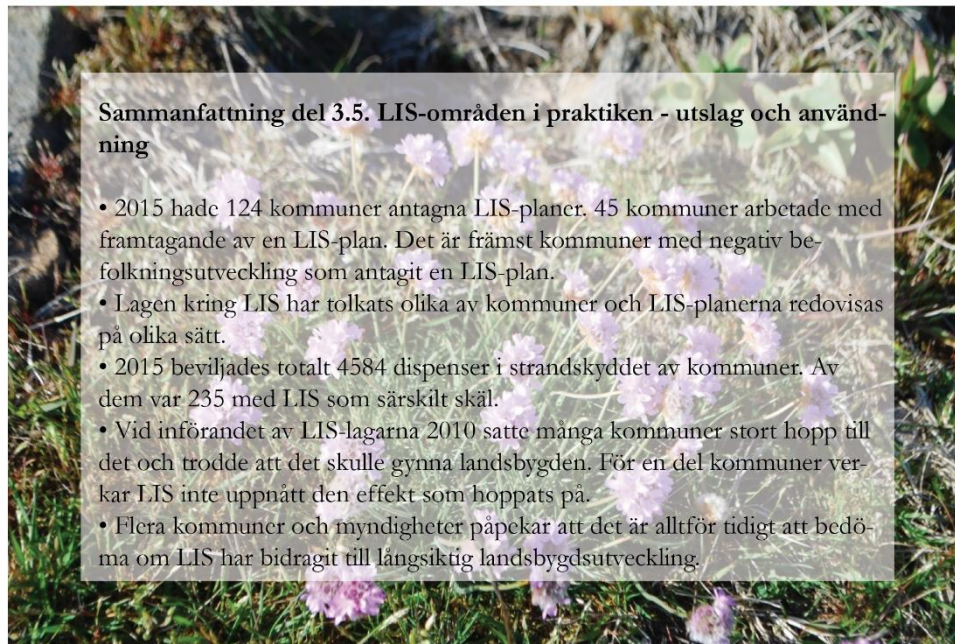 Sammanfattning del 3.5. LIS-områden i praktiken - utslag och använd-
ning
• 2015 hade 124 kommuner antagna LIS-planer. 45 kommuner arbetade med
framtagande av en LIS-plan. Det är främst kommuner med negativ be-
folkningsutveckling som antagit en LIS-plan.
• Lagen kring LIS har tolkats olika av kommuner och LIS-planerna redovisas
på olika sätt.
• 2015 beviljades totalt 4584 dispenser i strandskyddet av kommuner. Av
dem var 235 med LIS som särskilt skäl.
• Vid införandet av LIS-lagarna 2010 satte många kommuner stort hopp till
det och trodde att det skulle gynna landsbygden. För en del kommuner ver-
kar LIS inte uppnått den effekt som hoppats på.
• Flera kommuner och myndigheter påpekar att det är alltför tidigt att bedö-
ma om LIS har bidragit till långsiktig landsbygdsutveckling.